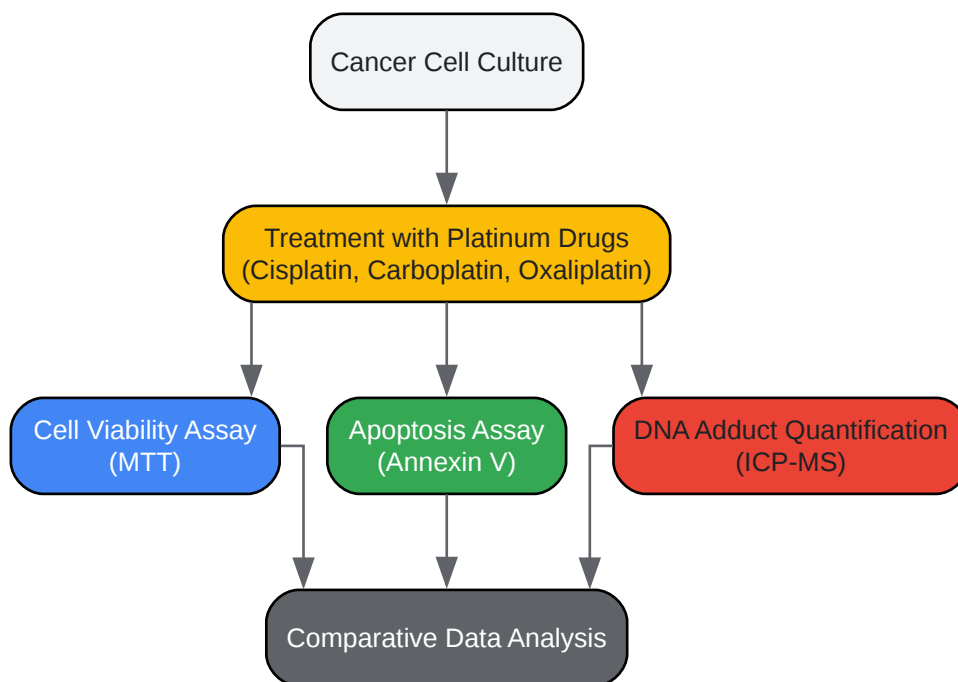 Cancer Cell Culture
Treatment with Platinum Drugs
(Cisplatin, Carboplatin, Oxaliplatin)
Cell Viability Assay
(MTT)
Apoptosis Assay
(Annexin V)
DNA Adduct Quantification
(ICP-MS)
Comparative Data Analysis